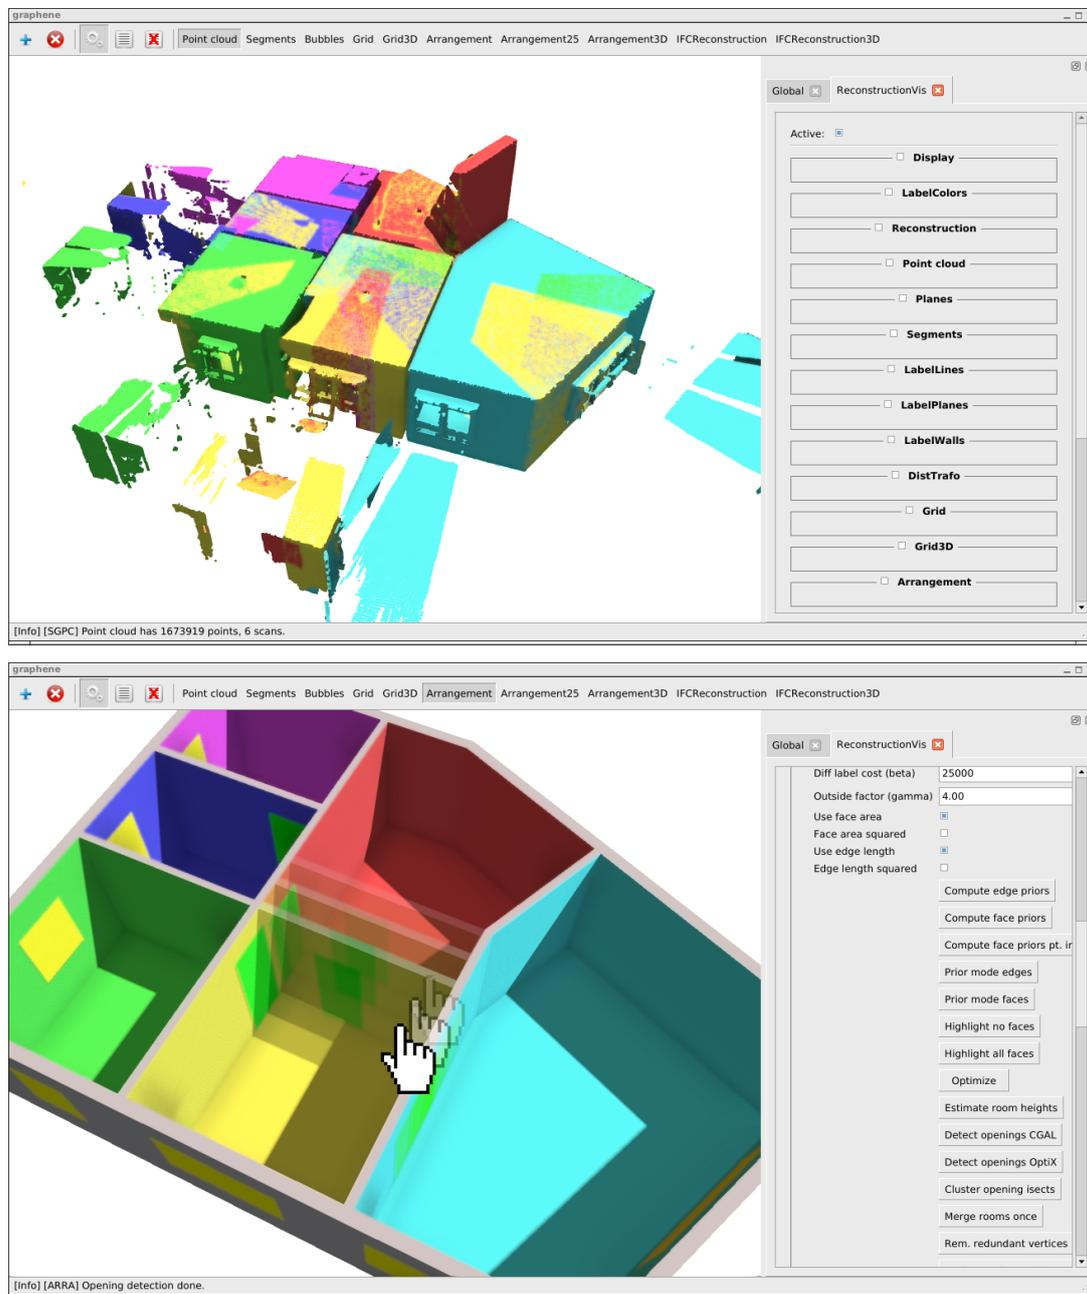 graphene
Point cloud Segments Bubbles Grid Grid3D Arrangement Arrangement25 Arrangement3D IFCReconstruction IFCReconstruction3D
Global ReconstructionVis
Active:
Display
LabelColors
Reconstruction
Point cloud
Planes
Segments
LabelLines
LabelPlanes
LabelWalls
DistTrafo
Grid
Grid3D
Arrangement
[Info] [SGPC] Point cloud has 1673919 points, 6 scans.
graphene
Point cloud Segments Bubbles Grid Grid3D Arrangement Arrangement25 Arrangement3D IFCReconstruction IFCReconstruction3D
Global ReconstructionVis
Diff label cost (beta) 25000
Outside factor (gamma) 4.00
Use face area
Face area squared
Use edge length
Edge length squared
Compute edge priors
Compute face priors
Compute face priors pt. in
Prior mode edges
Prior mode faces
Highlight no faces
Highlight all faces
Optimize
Estimate room heights
Detect openings CGAL
Detect openings OptiX
Cluster opening isects
Merge rooms once
Rem. redundant vertices
[Info] [ARRA] Opening detection done.